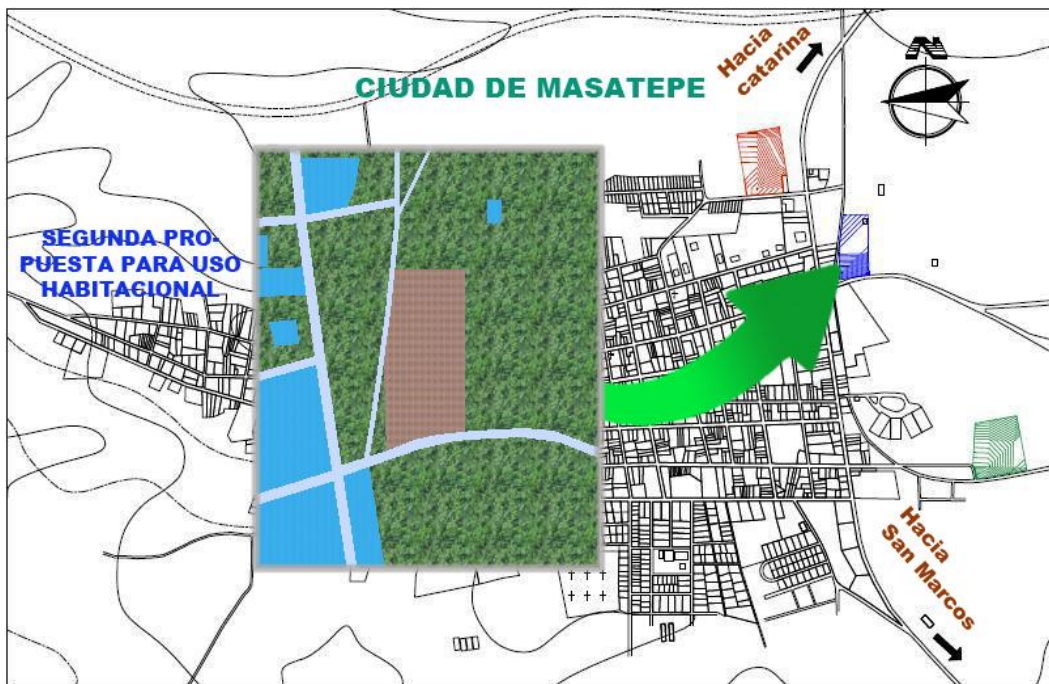 Hacia
catarina
CIUDAD DE MASATEPE
N
SEGUNDA PRO-
PUESTA PARA USO
HABITACIONAL
Hacia
San Marcos